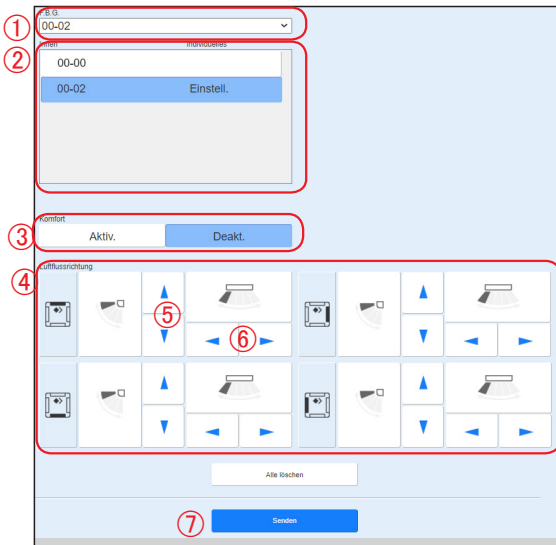 F.B.G.
① 00-02
② Innen Individuelles
00-00
00-02 Einstell.
Komfort
③ Aktiv. Deakt.
Luftflussrichtung
④
⑤
⑥
Alle löschen
⑦ Senden